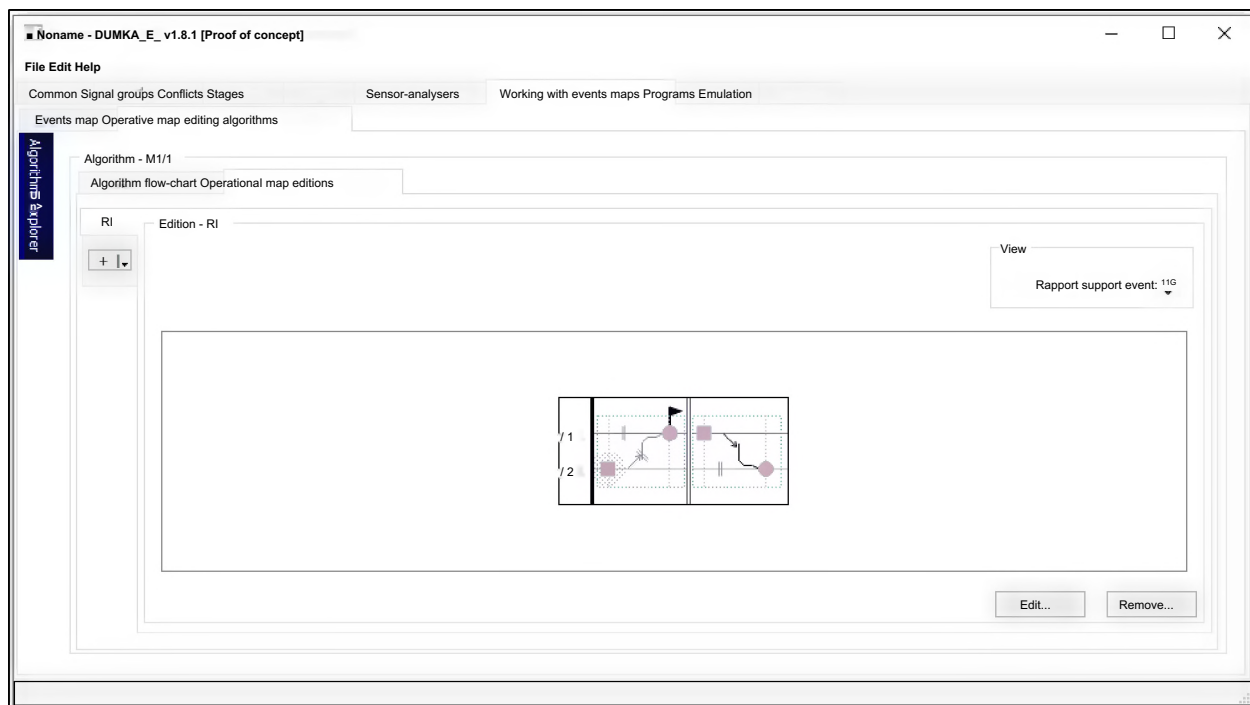 Noname - DUMKA_E_ v1.8.1 [Proof of concept]
File Edit Help
Common Signal groups Conflicts Stages Sensor-analysers Working with events maps Programs Emulation
Events map Operative map editing algorithms
Algorithms Explorer
Algorithm - M1/1
Algorithm flow-chart Operational map editions
RI
Edition - RI
+
View
Rapport support event: 11G
/ 1
/ 2
Edit...
Remove...